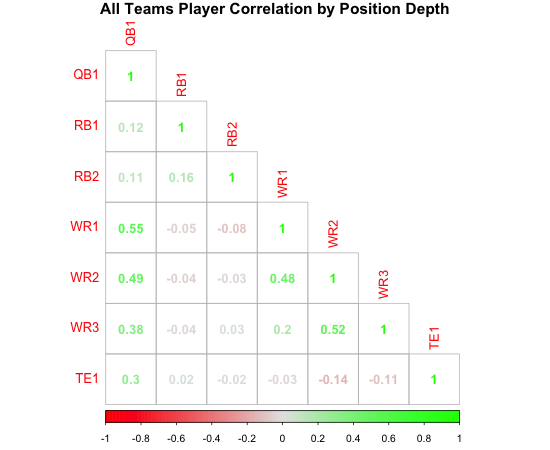 All Teams Player Correlation by Position Depth
QB1
QB1 1 RB1
RB1 0.12 1 RB2
RB2 0.11 0.16 1 WR1
WR1 0.55 -0.05 -0.08 1 WR2
WR2 0.49 -0.04 -0.03 0.48 1 WR3
WR3 0.38 -0.04 0.03 0.2 0.52 1 TE1
TE1 0.3 0.02 -0.02 -0.03 -0.14 -0.11 1
-1 -0.8 -0.6 -0.4 -0.2 0 0.2 0.4 0.6 0.8 1